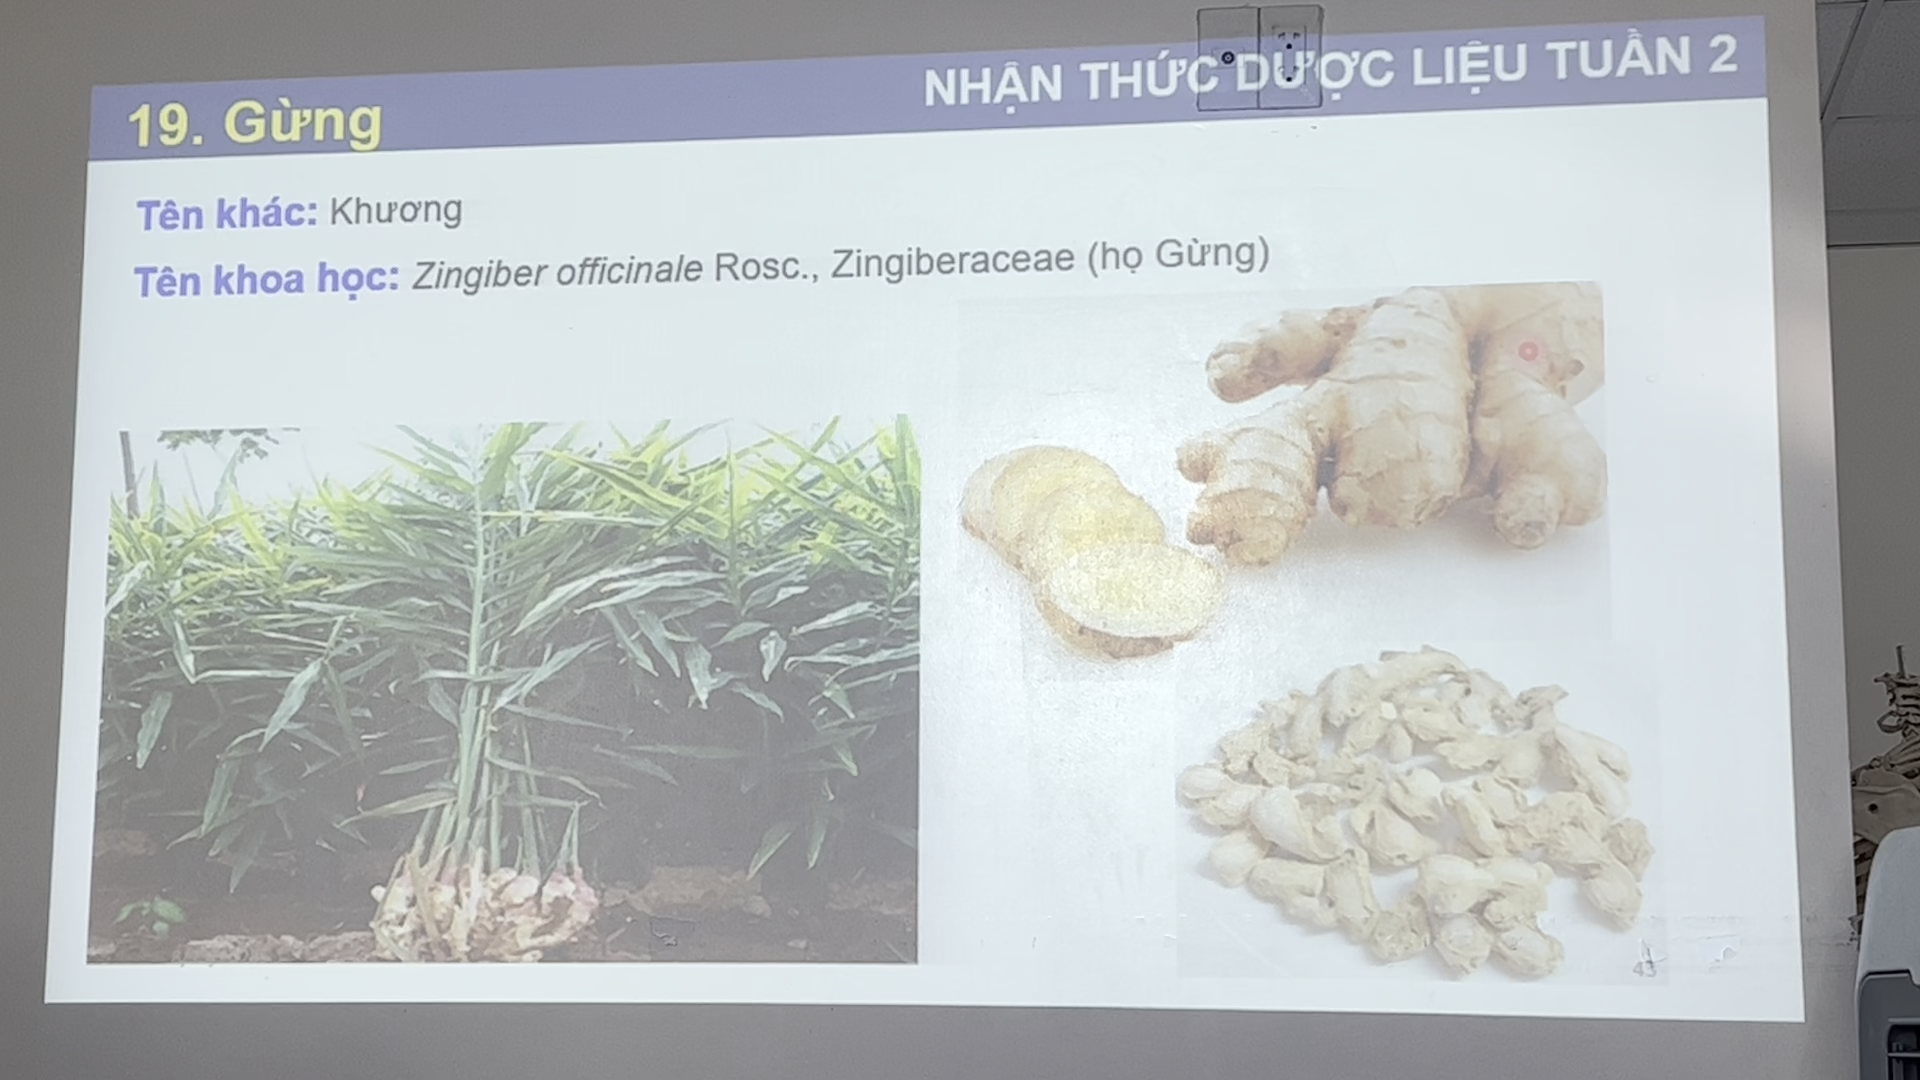 NHẬN THỨC DƯỢC LIỆU TUẦN 2
19. Gừng
Tên khác: Khương
Tên khoa học: Zingiber officinale Rosc., Zingiberaceae (họ Gừng)